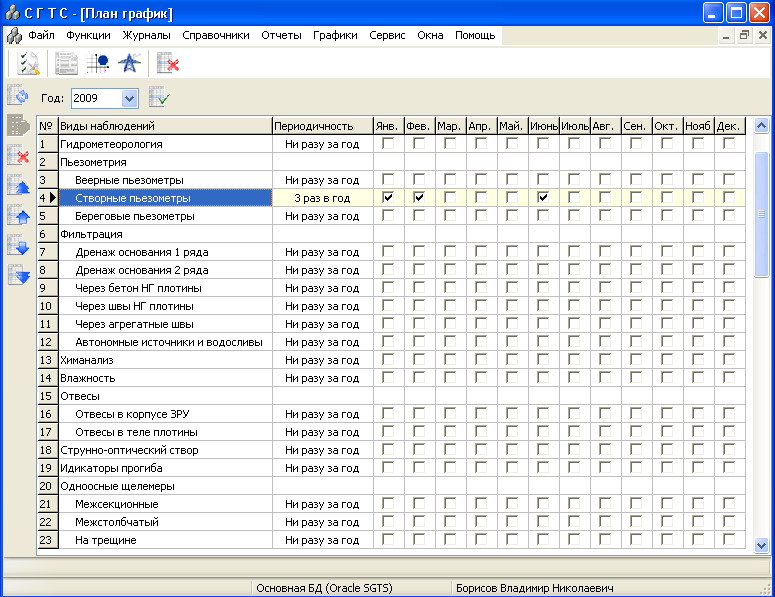 С Г Т С - [План график]
Файл Функции Журналы Справочники Отчеты Графики Сервис Окна Помощь
Год: 2009
№ Виды наблюдений Периодичность Янв. Фев. Мар. Апр. Май. Июнь Июль Авг. Сен. Окт. Нояб Дек.
1 Гидрометеорология Ни разу за год
2 Пьезометрия
3 Веерные пьезометры Ни разу за год
4 Створные пьезометры 3 раз в год
5 Береговые пьезометры Ни разу за год
6 Фильтрация
7 Дренаж основания 1 ряда Ни разу за год
8 Дренаж основания 2 ряда Ни разу за год
9 Через бетон НГ плотины Ни разу за год
10 Через швы НГ плотины Ни разу за год
11 Через агрегатные швы Ни разу за год
12 Автономные источники и водосливы Ни разу за год
13 Химанализ Ни разу за год
14 Влажность Ни разу за год
15 Отвесы
16 Отвесы в корпусе ЗРУ Ни разу за год
17 Отвесы в теле плотины Ни разу за год
18 Струнно-оптический створ Ни разу за год
19 Идикаторы прогиба Ни разу за год
20 Одноосные щелемеры
21 Межсекционные Ни разу за год
22 Межстолбчатый Ни разу за год
23 На трещине Ни разу за год
Основная БД (Oracle SGTS) Борисов Владимир Николаевич